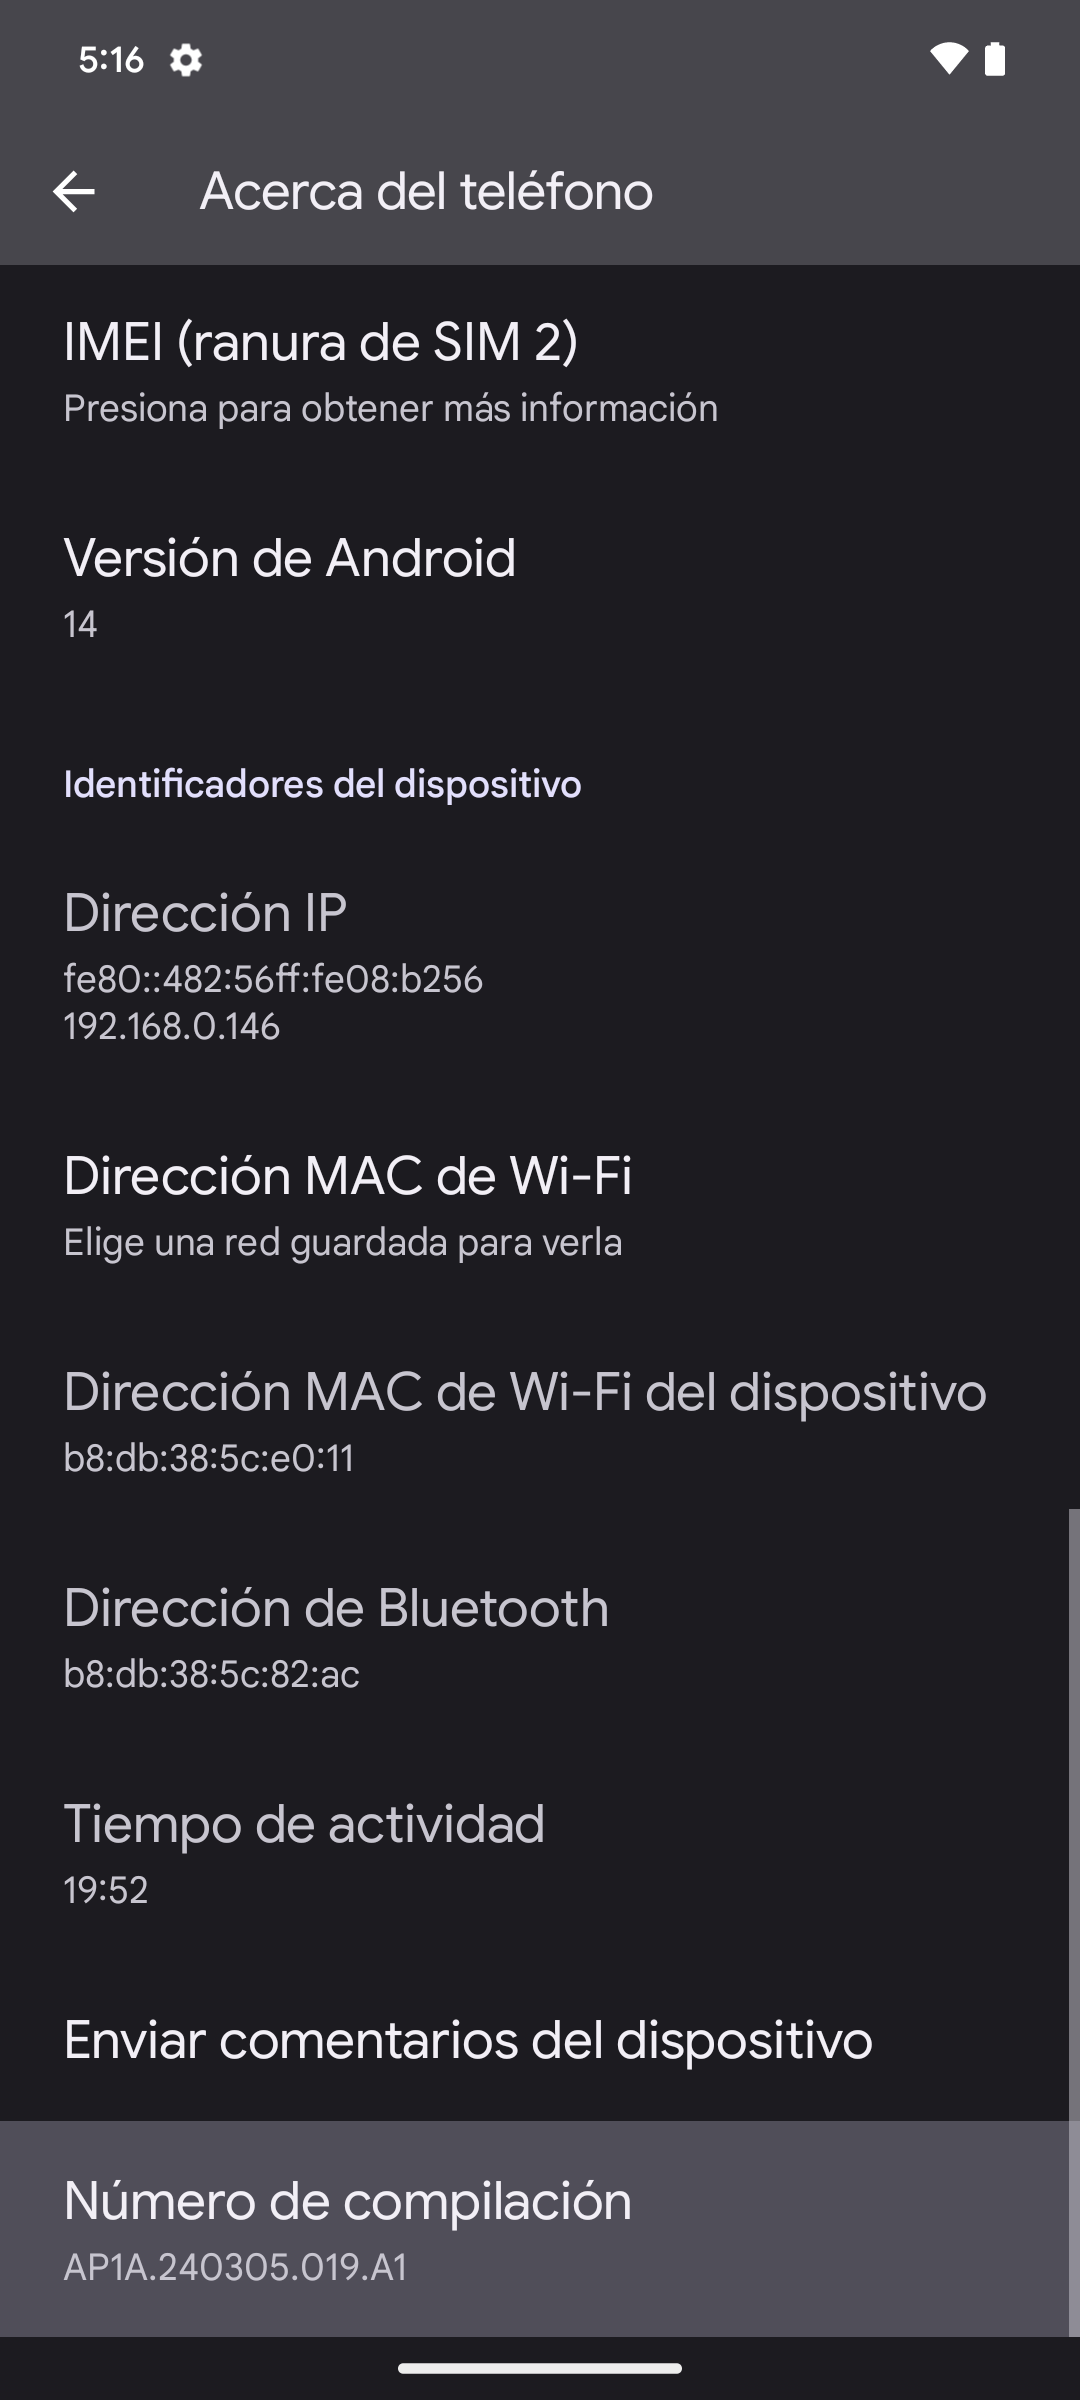 5:16
Acerca del teléfono
IMEI (ranura de SIM 2)
Presiona para obtener más información
Versión de Android
14
Identificadores del dispositivo
Dirección IP
fe80::482:56ff:fe08:b256
192.168.0.146
Dirección MAC de Wi-Fi
Elige una red guardada para verla
Dirección MAC de Wi-Fi del dispositivo
b8:db:38:5c:e0:11
Dirección de Bluetooth
b8:db:38:5c:82:ac
Tiempo de actividad
19:52
Enviar comentarios del dispositivo
Número de compilación
AP1A.240305.019.A1